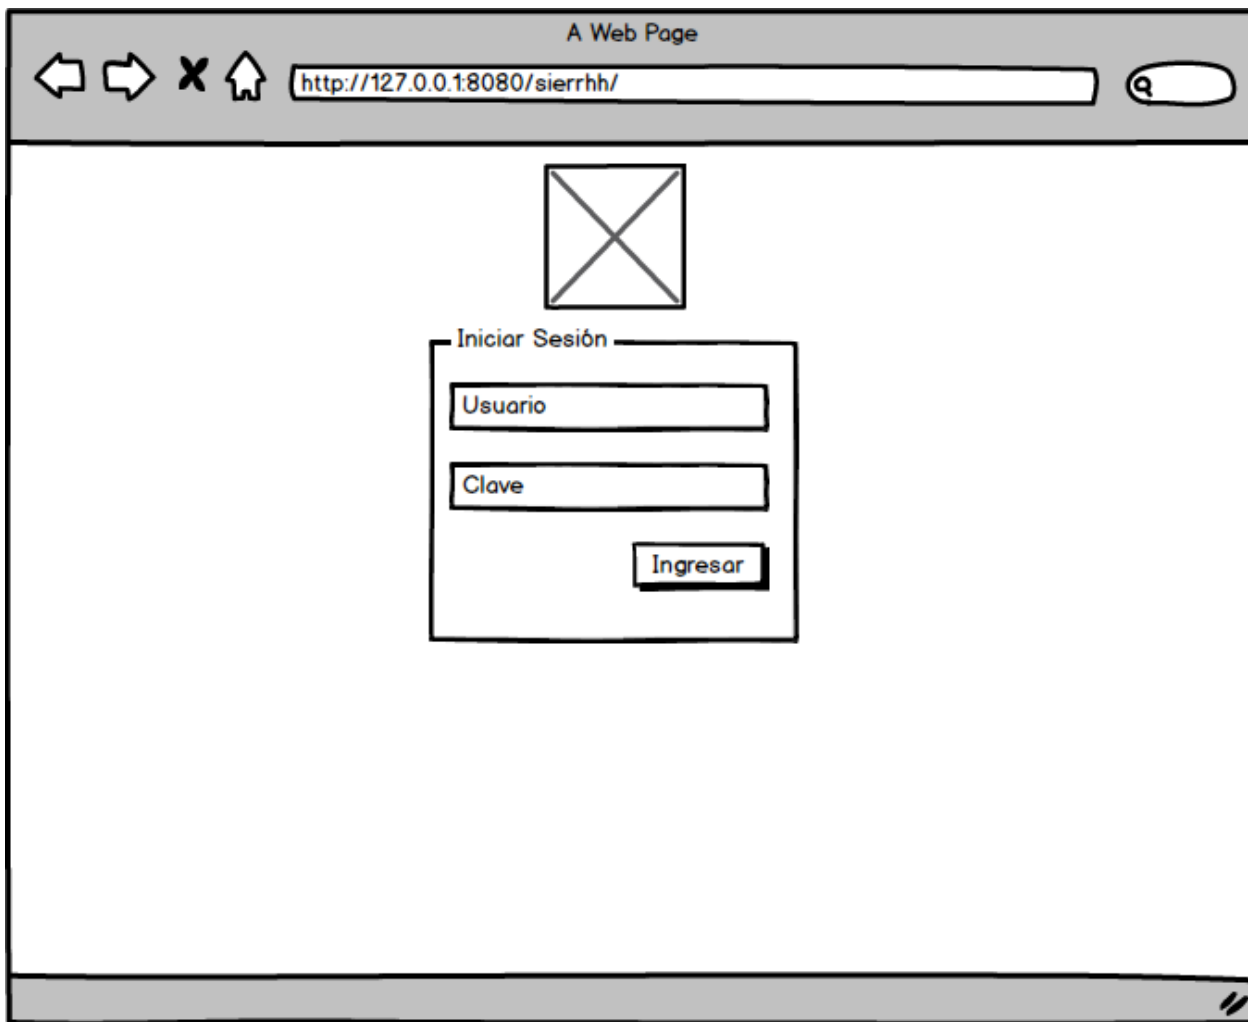 A Web Page
http://127.0.0.1:8080/sierrhh/
Iniciar Sesión
Usuario
Clave
Ingresar